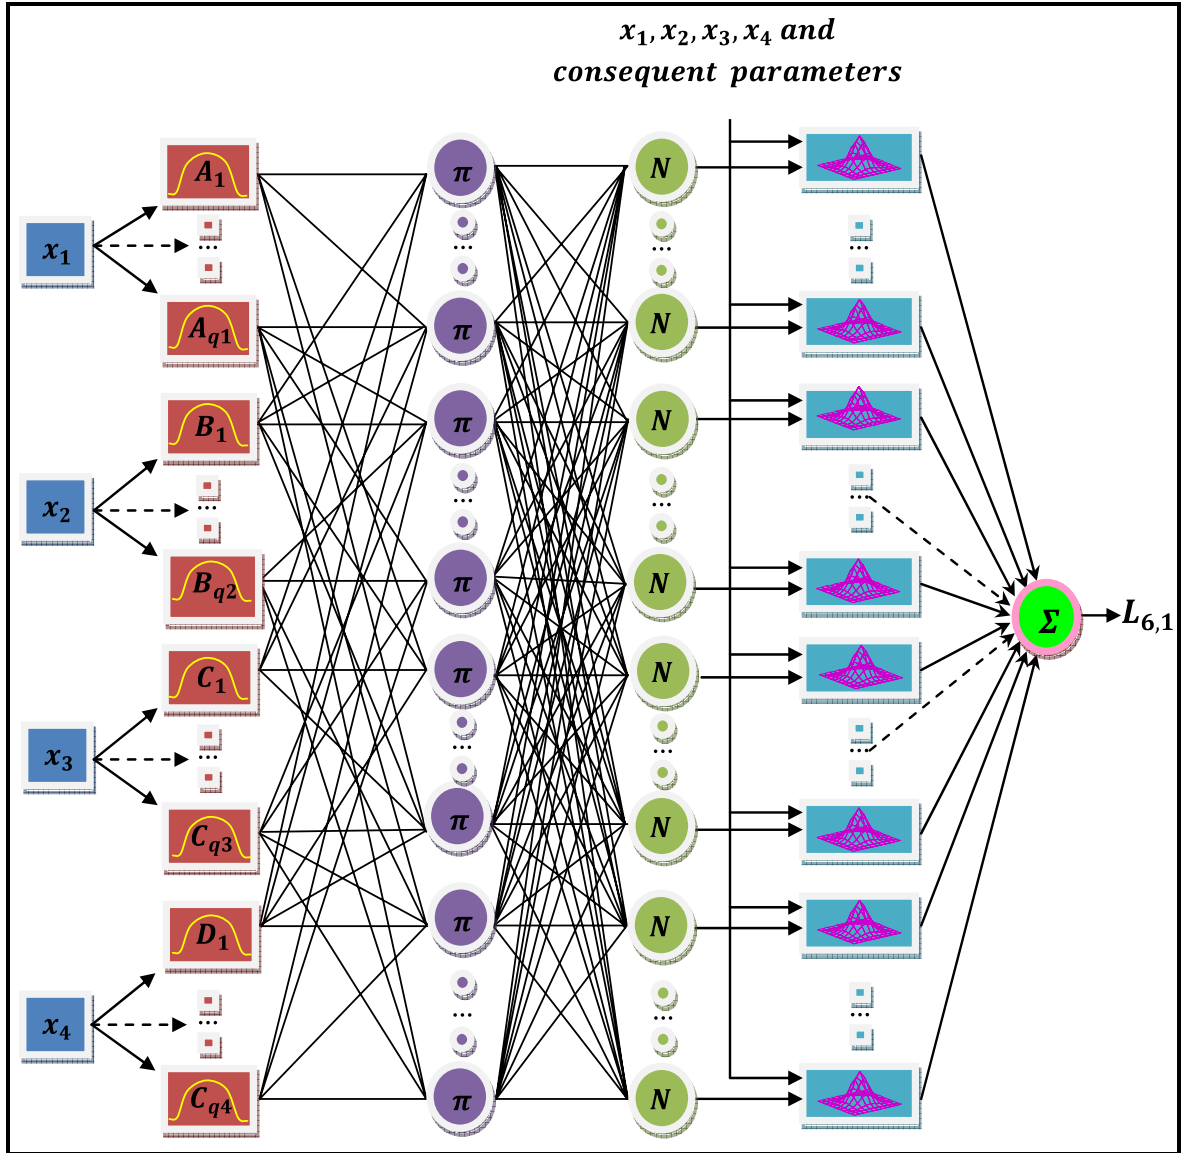 x1, x2, x3, x4 and
consequent parameters
A1
π
N
x1
...
...
...
...
Aq1
π
N
B1
π
N
x2
...
...
...
...
Bq2
π
N
Σ
L6,1
C1
π
N
x3
...
...
...
...
Cq3
π
N
D1
π
N
x4
...
...
...
...
Cq4
π
N